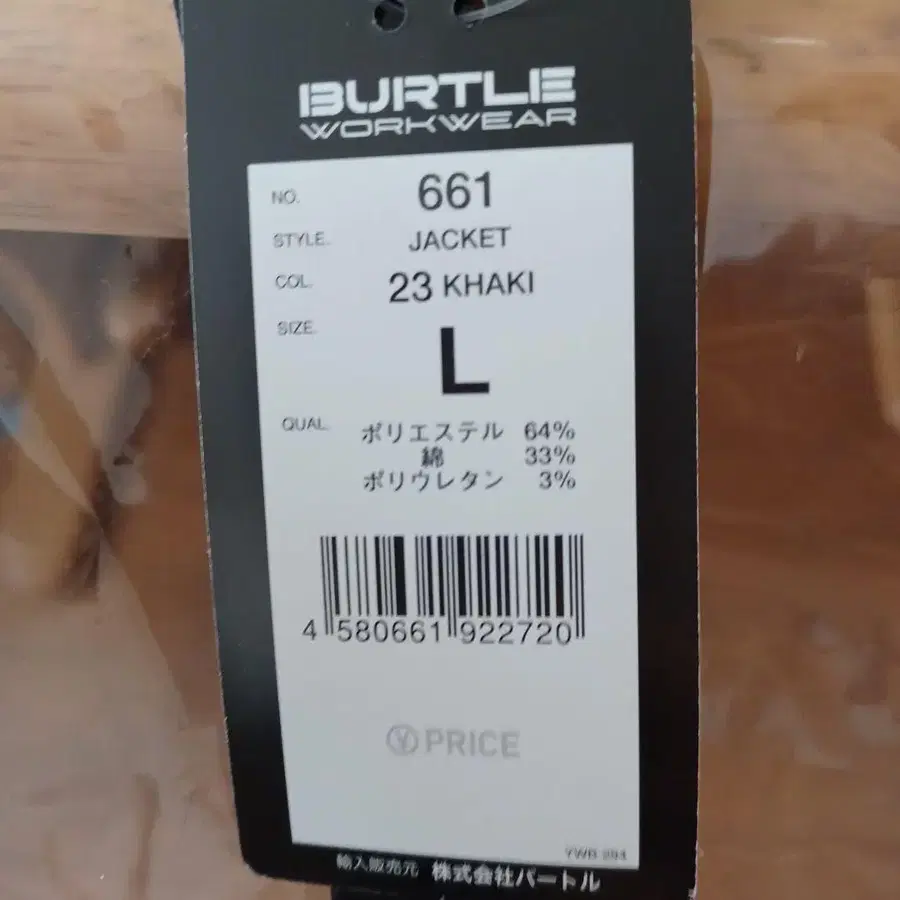 BURTLE
WORKWEAR
NO. 661
STYLE. JACKET
COL. 23 KHAKI
SIZE. L
QUAL. ポリエステル 64%
綿 33%
ポリウレタン 3%
4 580661 922720
Ⓨ PRICE
輸入販売元 株式会社バートル